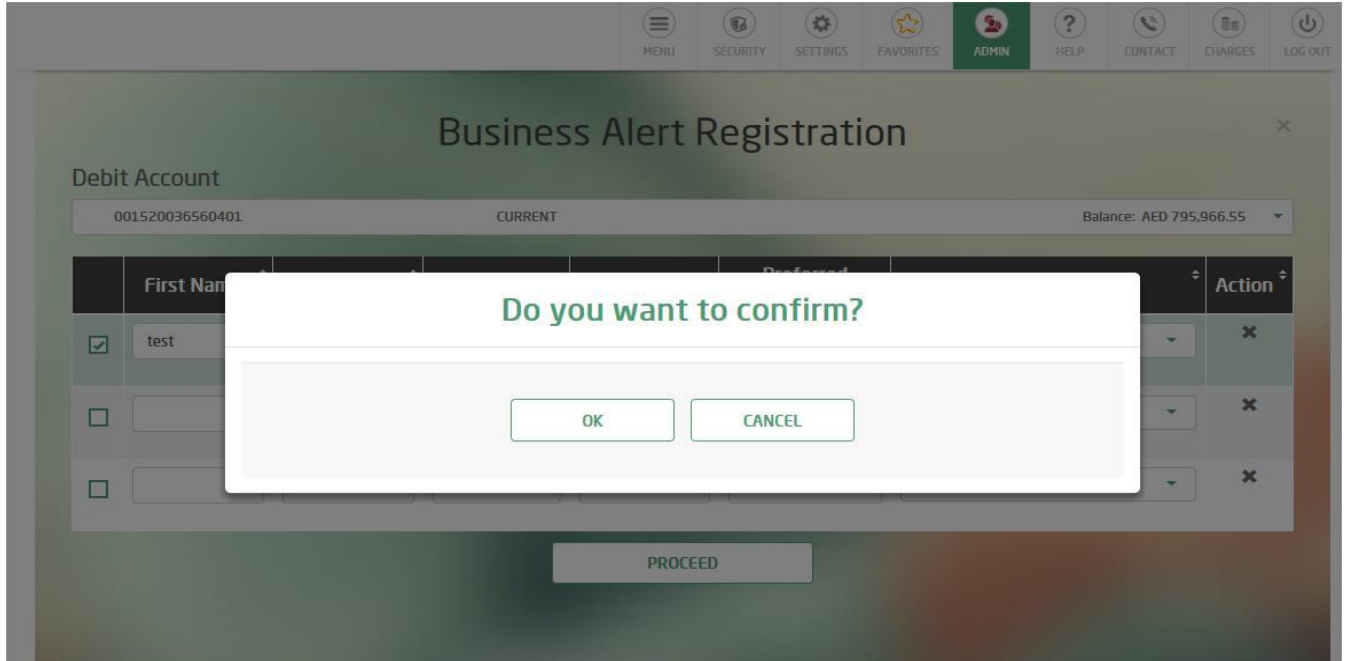 MENU SECURITY SETTINGS FAVORITES ADMIN HELP CONTACT CHARGES LOG OUT
Business Alert Registration
Debit Account
001520036560401 CURRENT Balance: AED 795,966.55
First Nam Preferred Action
Do you want to confirm?
test
OK CANCEL
PROCEED